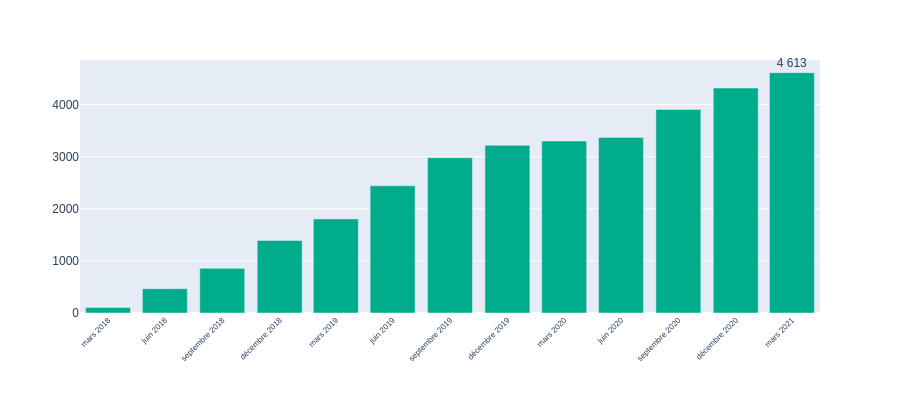 4 613
4000
3000
2000
1000
0
mars 2018
juin 2018
septembre 2018
décembre 2018
mars 2019
juin 2019
septembre 2019
décembre 2019
mars 2020
juin 2020
septembre 2020
décembre 2020
mars 2021